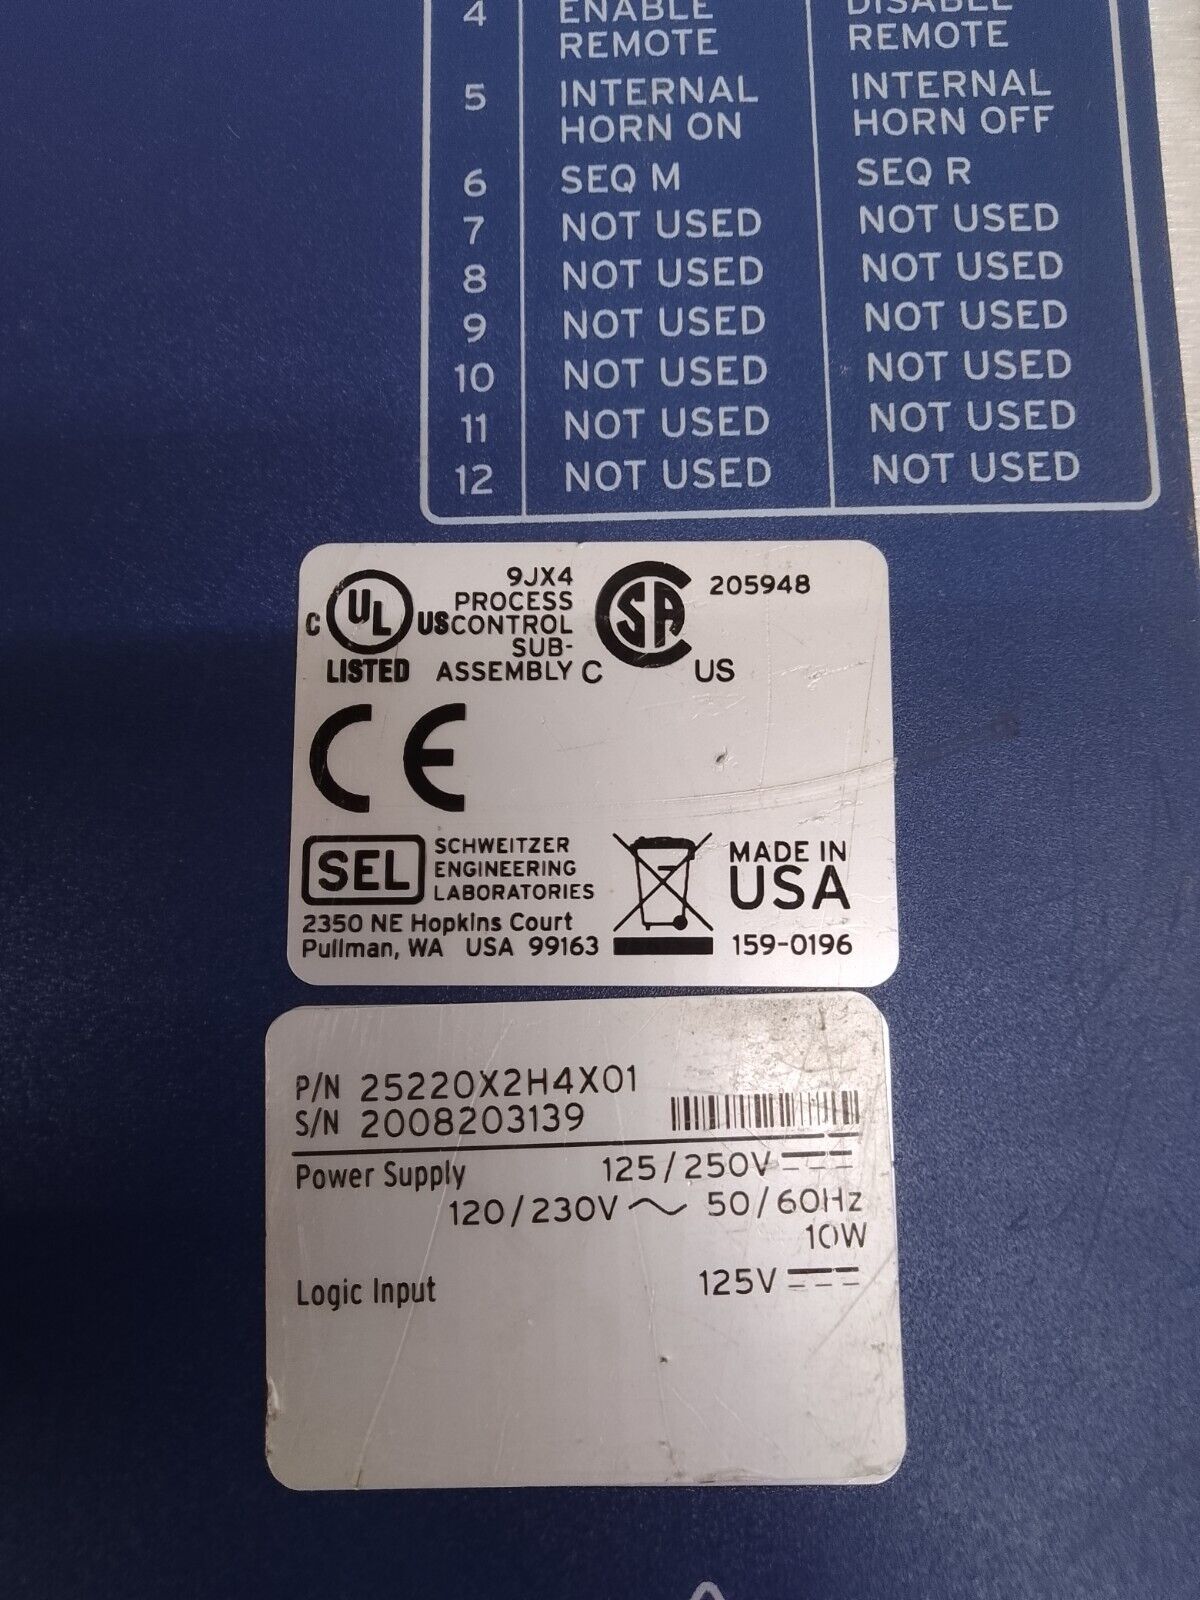 4 ENABLE REMOTE DISABLE REMOTE
5 INTERNAL HORN ON INTERNAL HORN OFF
6 SEQ M SEQ R
7 NOT USED NOT USED
8 NOT USED NOT USED
9 NOT USED NOT USED
10 NOT USED NOT USED
11 NOT USED NOT USED
12 NOT USED NOT USED
C UL US
LISTED
9JX4
PROCESS
CONTROL
SUB-
ASSEMBLY
C SA US
205948
CE
SEL
SCHWEITZER
ENGINEERING
LABORATORIES
2350 NE Hopkins Court
Pullman, WA USA 99163
MADE IN
USA
159-0196
P/N 25220X2H4X01
S/N 2008203139
Power Supply 125/250V
120/230V ~ 50/60Hz
10W
Logic Input 125V